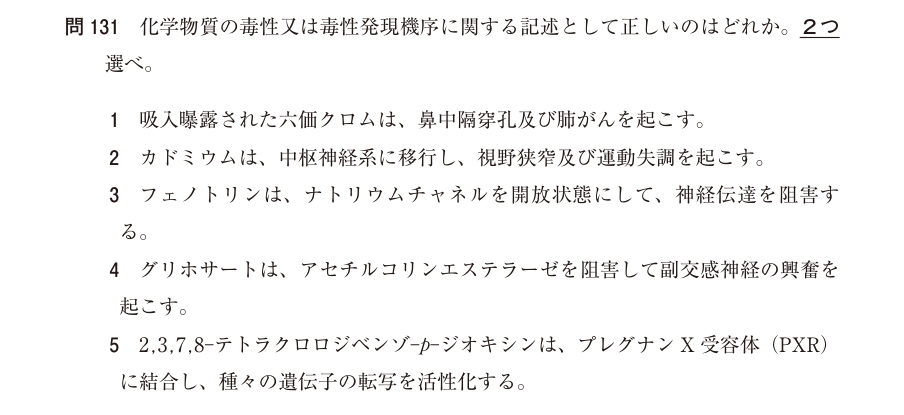 問 131 化学物質の毒性又は毒性発現機序に関する記述として正しいのはどれか。2つ
選べ。
1 吸入曝露された六価クロムは、鼻中隔穿孔及び肺がんを起こす。
2 カドミウムは、中枢神経系に移行し、視野狭窄及び運動失調を起こす。
3 フェノトリンは、ナトリウムチャネルを開放状態にして、神経伝達を阻害す
る。
4 グリホサートは、アセチルコリンエステラーゼを阻害して副交感神経の興奮を
起こす。
5 2,3,7,8-テトラクロロジベンゾ-p-ジオキシンは、プレグナン X 受容体（PXR）
に結合し、種々の遺伝子の転写を活性化する。